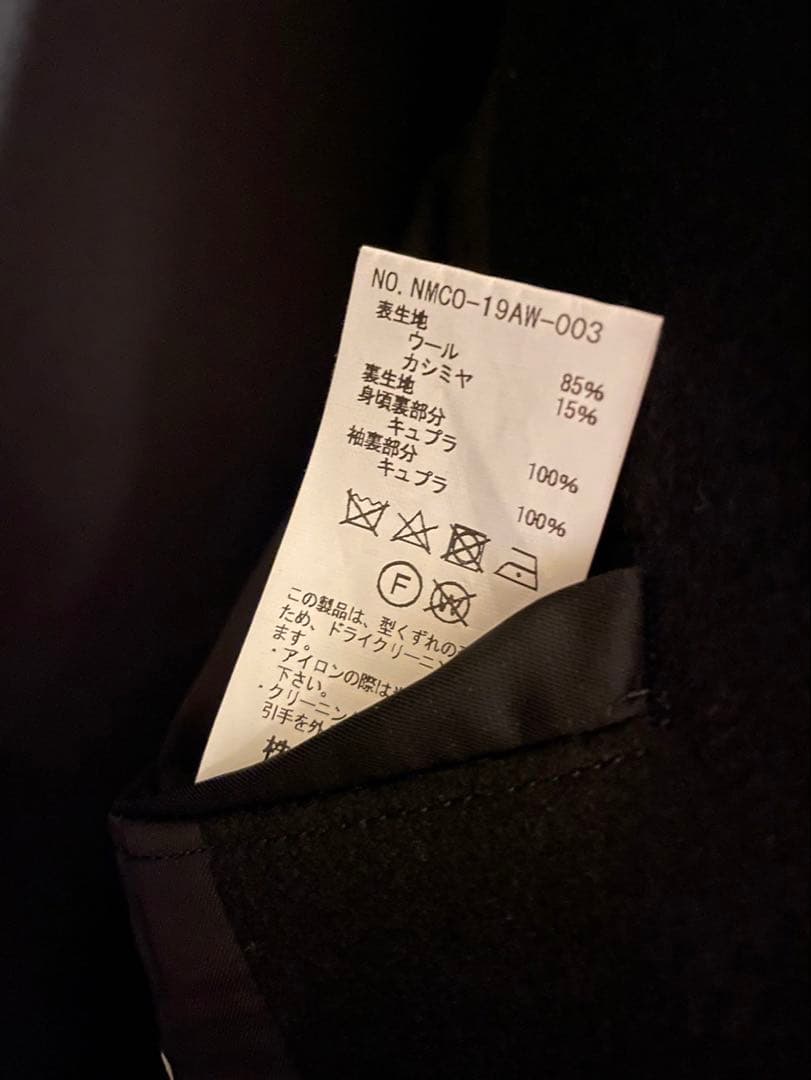 NO. NMCO-19AW-003
表生地
ウール 85%
カシミヤ 15%
裏生地
身頃裏部分
キュプラ 100%
袖裏部分
キュプラ 100%
F W
この製品は、型くずれの
ため、ドライクリーニン
ます。
・アイロンの際は
下さい。
・クリーニン
引手を外
株